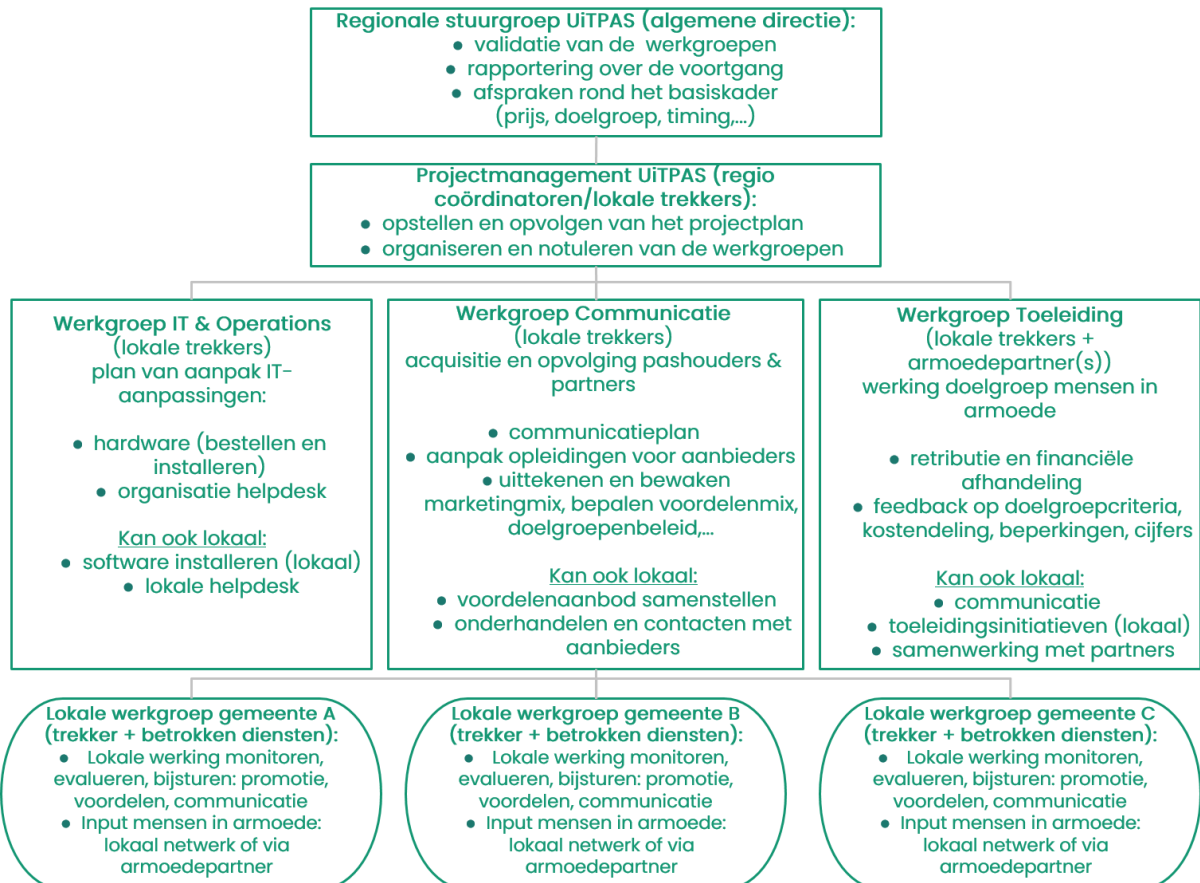 Regionale stuurgroep UiTPAS (algemene directie):
● validatie van de werkgroepen
● rapportering over de voortgang
● afspraken rond het basiskader
(prijs, doelgroep, timing,...)
Projectmanagement UiTPAS (regio
coördinatoren/lokale trekkers):
● opstellen en opvolgen van het projectplan
● organiseren en notuleren van de werkgroepen
Werkgroep IT & Operations
(lokale trekkers)
plan van aanpak IT-
aanpassingen:
● hardware (bestellen en
installeren)
● organisatie helpdesk
Kan ook lokaal:
● software installeren (lokaal)
● lokale helpdesk
Werkgroep Communicatie
(lokale trekkers)
acquisitie en opvolging pashouders &
partners
● communicatieplan
● aanpak opleidingen voor aanbieders
● uittekenen en bewaken
marketingmix, bepalen voordelenmix,
doelgroepenbeleid,...
Kan ook lokaal:
● voordelenaanbod samenstellen
● onderhandelen en contacten met
aanbieders
Werkgroep Toeleiding
(lokale trekkers +
armoedepartner(s))
werking doelgroep mensen in
armoede
● retributie en financiële
afhandeling
● feedback op doelgroepcriteria,
kostendeling, beperkingen, cijfers
Kan ook lokaal:
● communicatie
● toeleidingsinitiatieven (lokaal)
● samenwerking met partners
Lokale werkgroep gemeente A
(trekker + betrokken diensten):
● Lokale werking monitoren,
evalueren, bijsturen: promotie,
voordelen, communicatie
● Input mensen in armoede:
lokaal netwerk of via
armoedepartner
Lokale werkgroep gemeente B
(trekker + betrokken diensten):
● Lokale werking monitoren,
evalueren, bijsturen: promotie,
voordelen, communicatie
● Input mensen in armoede:
lokaal netwerk of via
armoedepartner
Lokale werkgroep gemeente C
(trekker + betrokken diensten):
● Lokale werking monitoren,
evalueren, bijsturen: promotie,
voordelen, communicatie
● Input mensen in armoede:
lokaal netwerk of via
armoedepartner